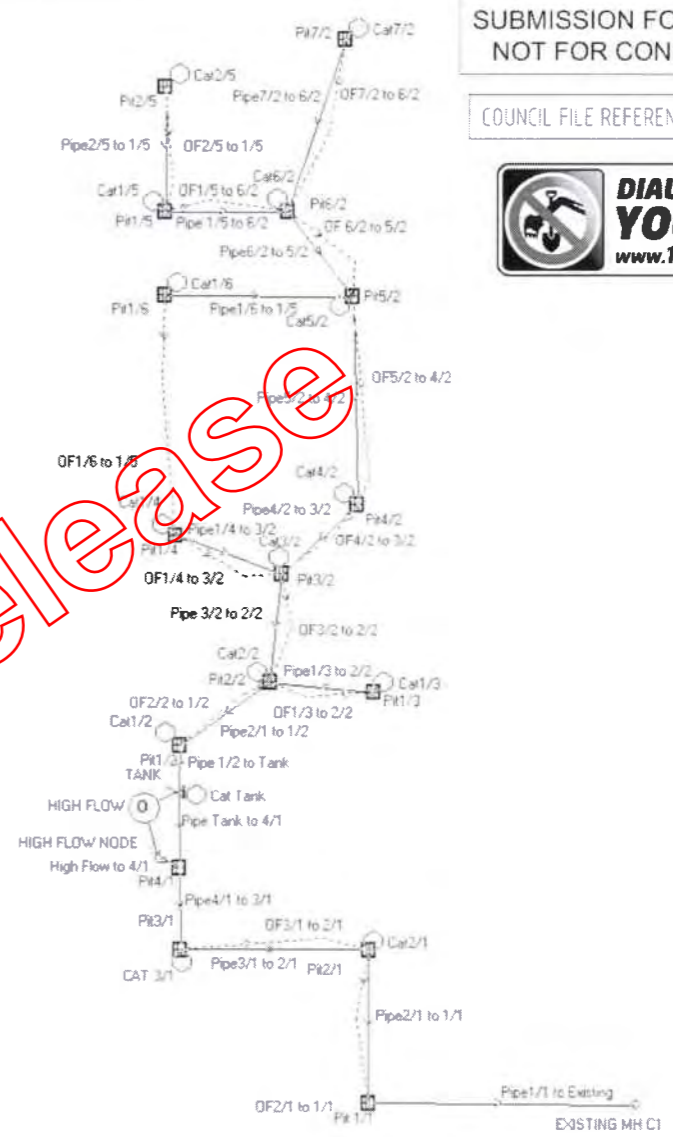 SUBMISSION FO
NOT FOR CON
COUNCIL FILE REFEREN
DIAL
YO
www.1
Pit7/2
Cat7/2
Cat2/5
Pit2/5
Pipe7/2 to 6/2
OF7/2 to 6/2
Pipe2/5 to 1/5
OF2/5 to 1/5
Cat6/2
Cat1/5
OF1/5 to 6/2
Pit6/2
Pit1/5
Pipe 1/5 to 6/2
OF 6/2 to 5/2
Pipe6/2 to 5/2
Cat1/6
Pit5/2
Pit1/6
Pipe1/6 to 1/5
Cat5/2
OF5/2 to 4/2
Pipe5/2 to 4/2
OF1/6 to 1/5
Cat4/2
Cat1/4
Pipe4/2 to 3/2
Pit4/2
Pipe1/4 to 3/2
OF4/2 to 3/2
Cat3/2
Pit1/4
OF1/4 to 3/2
Pit3/2
Pipe 3/2 to 2/2
OF3/2 to 2/2
Cat2/2
Pipe1/3 to 2/2
Pit2/2
Cat1/3
Pit1/3
OF2/2 to 1/2
OF1/3 to 2/2
Cat1/2
Pipe2/1 to 1/2
Pit1/2
Pipe 1/2 to Tank
TANK
Cat Tank
HIGH FLOW
0
Pipe Tank to 4/1
HIGH FLOW NODE
High Flow to 4/1
Pit4/1
Pipe4/1 to 3/1
Pit3/1
OF3/1 to 2/1
Cat2/1
CAT 3/1
Pipe3/1 to 2/1
Pit2/1
Pipe2/1 to 1/1
OF2/1 to 1/1
Pit 1/1
Pipe1/1 to Existing
EXISTING MH C1
elease